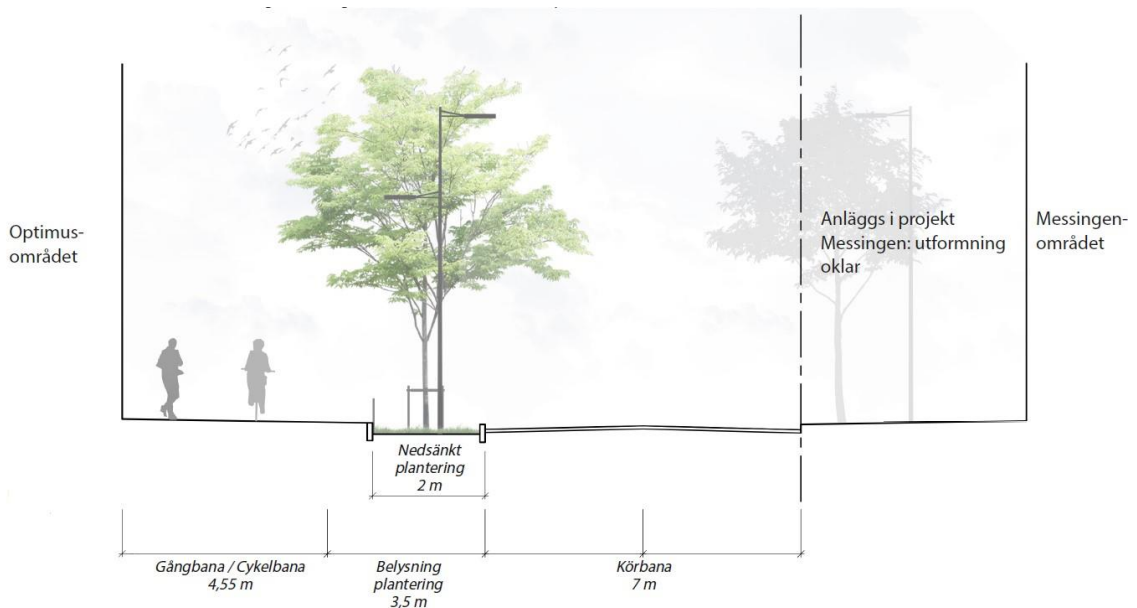 Optimus-
området
Anläggs i projekt
Messingen: utformning
oklar
Messingen-
området
Nedsänkt
plantering
2 m
Gångbana / Cykelbana
4,55 m
Belysning
plantering
3,5 m
Körbana
7 m